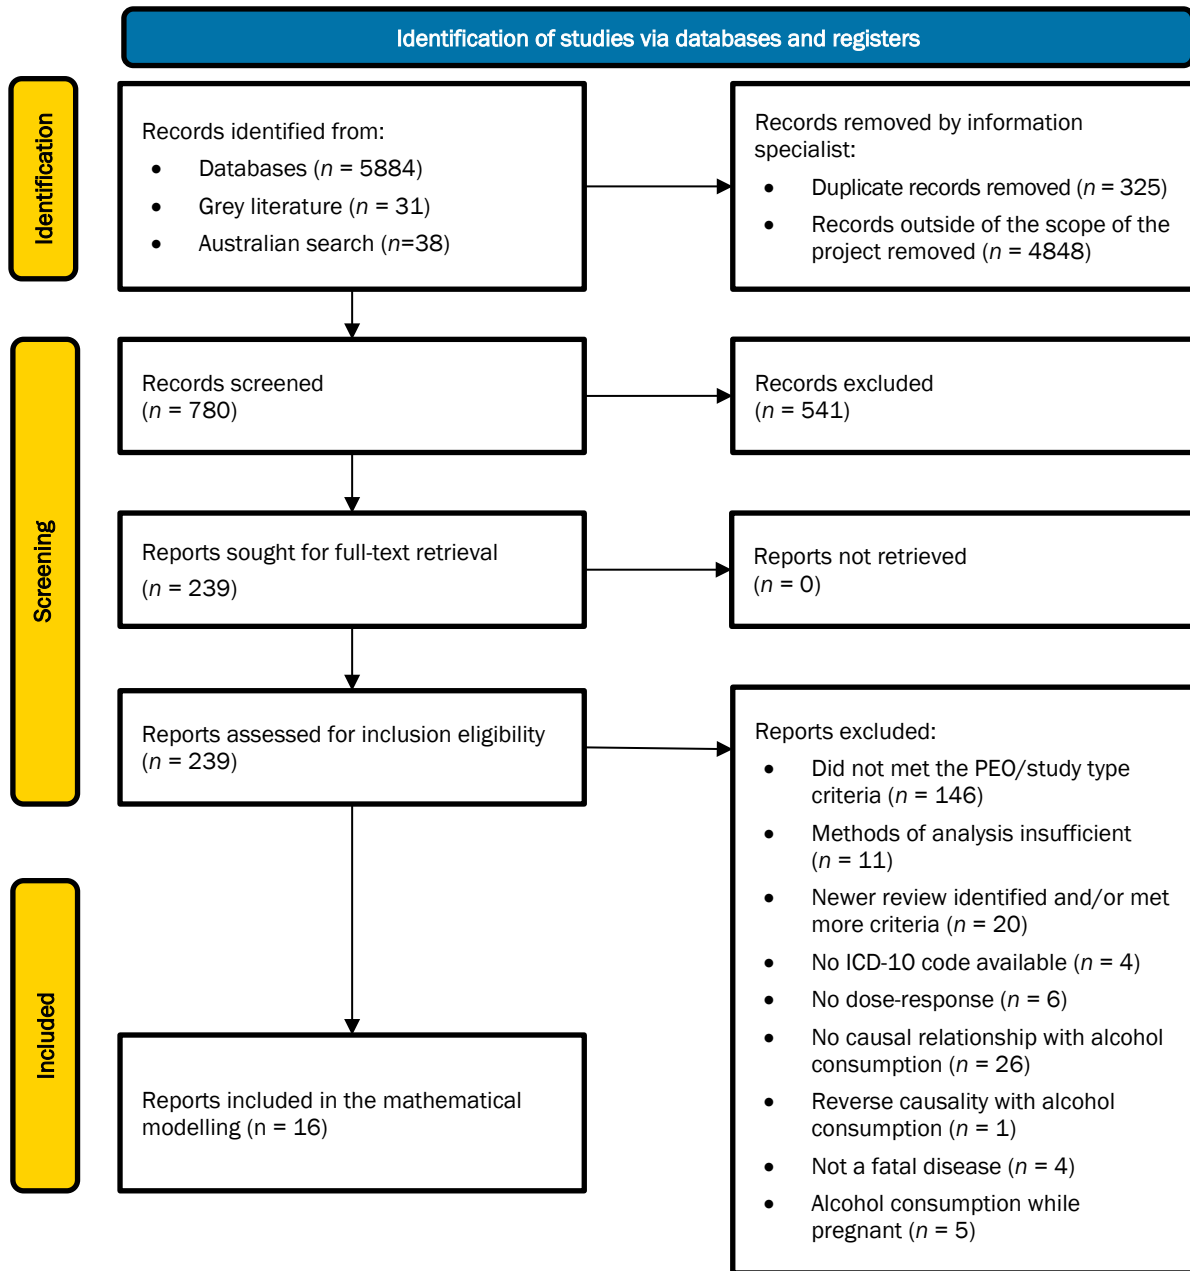 Identification of studies via databases and registers
Identification
Records identified from:
• Databases (n = 5884)
• Grey literature (n = 31)
• Australian search (n=38)
Records removed by information
specialist:
• Duplicate records removed (n = 325)
• Records outside of the scope of the
project removed (n = 4848)
Screening
Records screened
(n = 780)
Records excluded
(n = 541)
Reports sought for full-text retrieval
(n = 239)
Reports not retrieved
(n = 0)
Reports assessed for inclusion eligibility
(n = 239)
Reports excluded:
• Did not met the PEO/study type
criteria (n = 146)
• Methods of analysis insufficient
(n = 11)
• Newer review identified and/or met
more criteria (n = 20)
• No ICD-10 code available (n = 4)
• No dose-response (n = 6)
• No causal relationship with alcohol
consumption (n = 26)
• Reverse causality with alcohol
consumption (n = 1)
• Not a fatal disease (n = 4)
• Alcohol consumption while
pregnant (n = 5)
Included
Reports included in the mathematical
modelling (n = 16)